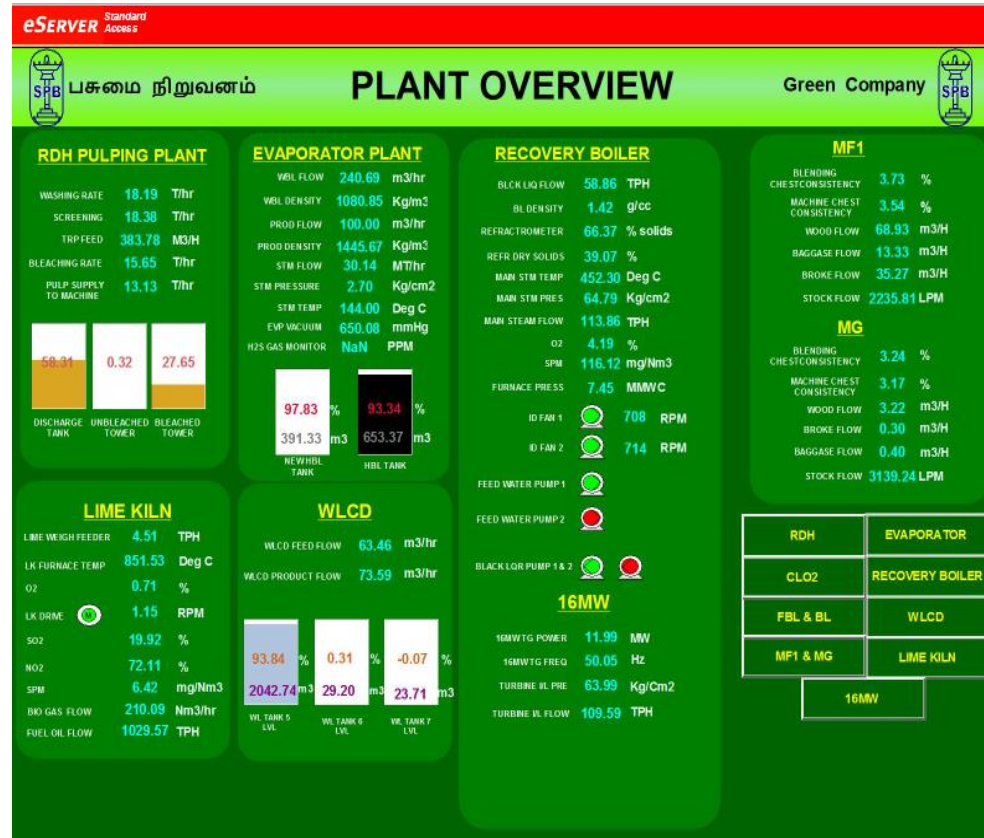 eSERVER Standard Access
SPB பசுமை நிறுவனம் PLANT OVERVIEW Green Company SPB
RDH PULPING PLANT
WASHING RATE 18.19 T/hr
SCREENING 18.38 T/hr
TRP FEED 383.78 M3/H
BLEACHING RATE 15.65 T/hr
PULP SUPPLY TO MACHINE 13.13 T/hr
58.31 0.32 27.65
DISCHARGE TANK UNBLEACHED TOWER BLEACHED TOWER
EVAPORATOR PLANT
WBL FLOW 240.69 m3/hr
WBL DENSITY 1080.85 Kg/m3
PROD FLOW 100.00 m3/hr
PROD DENSITY 1445.67 Kg/m3
STM FLOW 30.14 MT/hr
STM PRESSURE 2.70 Kg/cm2
STM TEMP 144.00 Deg C
EVP VACUUM 650.08 mmHg
H2S GAS MONITOR NaN PPM
97.83 % 93.34 %
391.33 m3 653.37 m3
NEW HBL TANK HBL TANK
RECOVERY BOILER
BLCK LIQ FLOW 58.86 TPH
BL DENSITY 1.42 g/cc
REFRACTROMETER 66.37 % solids
REFR DRY SOLIDS 39.07 %
MAIN STM TEMP 452.30 Deg C
MAIN STM PRES 64.79 Kg/cm2
MAIN STEAM FLOW 113.86 TPH
O2 4.19 %
SPM 116.12 mg/Nm3
FURNACE PRESS 7.45 MMWC
ID FAN 1 708 RPM
ID FAN 2 714 RPM
FEED WATER PUMP 1
FEED WATER PUMP 2
BLACK LQR PUMP 1 & 2
16MW
16MWTG POWER 11.99 MW
16MWTG FREQ 50.05 Hz
TURBINE I/L PRE 63.99 Kg/Cm2
TURBINE I/L FLOW 109.59 TPH
MF1
BLENDING CHESTCONSISTENCY 3.73 %
MACHINE CHEST CONSISTENCY 3.54 %
WOOD FLOW 68.93 m3/H
BAGGASE FLOW 13.33 m3/H
BROKE FLOW 35.27 m3/H
STOCK FLOW 2235.81 LPM
MG
BLENDING CHESTCONSISTENCY 3.24 %
MACHINE CHEST CONSISTENCY 3.17 %
WOOD FLOW 3.22 m3/H
BROKE FLOW 0.30 m3/H
BAGGASE FLOW 0.40 m3/H
STOCK FLOW 3139.24 LPM
LIME KILN
LIME WEIGH FEEDER 4.51 TPH
LK FURNACE TEMP 851.53 Deg C
O2 0.71 %
LK DRIVE M 1.15 RPM
SO2 19.92 %
NO2 72.11 %
SPM 6.42 mg/Nm3
BIO GAS FLOW 210.09 Nm3/hr
FUEL OIL FLOW 1029.57 TPH
WLCD
WLCD FEED FLOW 63.46 m3/hr
WLCD PRODUCT FLOW 73.59 m3/hr
93.84 % 0.31 % -0.07 %
2042.74 m3 29.20 m3 23.71 m3
WL TANK 5 LVL WL TANK 6 LVL WL TANK 7 LVL
RDH EVAPORATOR
CLO2 RECOVERY BOILER
FBL & BL WLCD
MF1 & MG LIME KILN
16MW